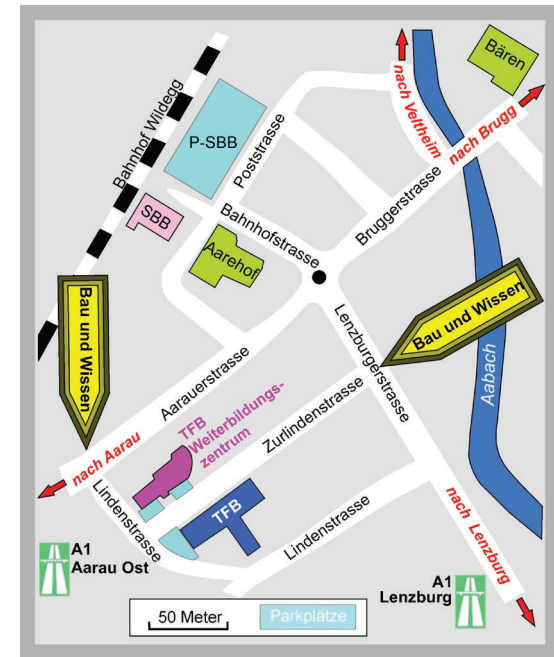 Bären
nach Veltheim
nach Brugg
Bahnhof Wildegg
P-SBB
Poststrasse
SBB
Bahnhofstrasse
Bruggerstrasse
Aarehof
Bau und Wissen
Bau und Wissen
Lenzburgerstrasse
Aabach
Aarauerstrasse
TFB
Weiterbildungs-
zentrum
Zurlindenstrasse
nach Aarau
Lindenstrasse
TFB
Lindenstrasse
nach Lenzburg
A1
Aarau Ost
A1
Lenzburg
50 Meter
Parkplätze